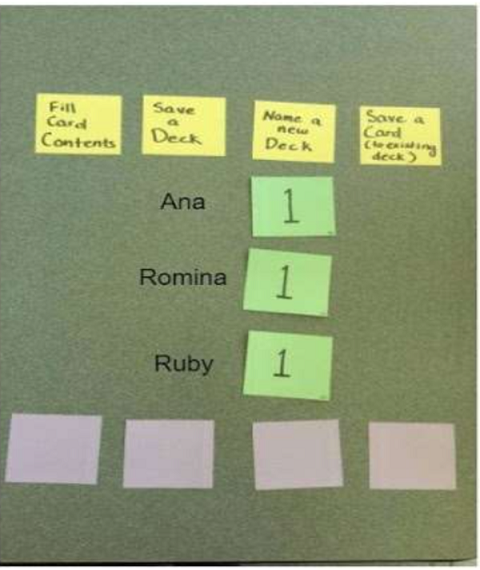 Fill
Card
Contents
Save
a
Deck
Name a
new
Deck
Save a
Card
(to existing
deck)
Ana
1
Romina
1
Ruby
1